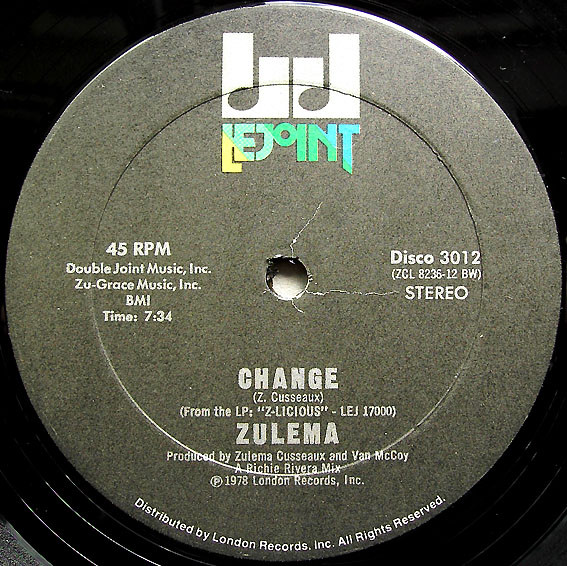 LEJOINT
45 RPM
Double Joint Music, Inc.
Zu-Grace Music, Inc.
BMI
Time: 7:34
Disco 3012
(ZCL 8236-12 BW)
STEREO
CHANGE
(Z. Cusseaux)
(From the LP: "Z-LICIOUS" - LEJ 17000)
ZULEMA
Produced by Zulema Cusseaux and Van McCoy
A Richie Rivera Mix
℗ 1978 London Records, Inc.
Distributed by London Records, Inc. All Rights Reserved.